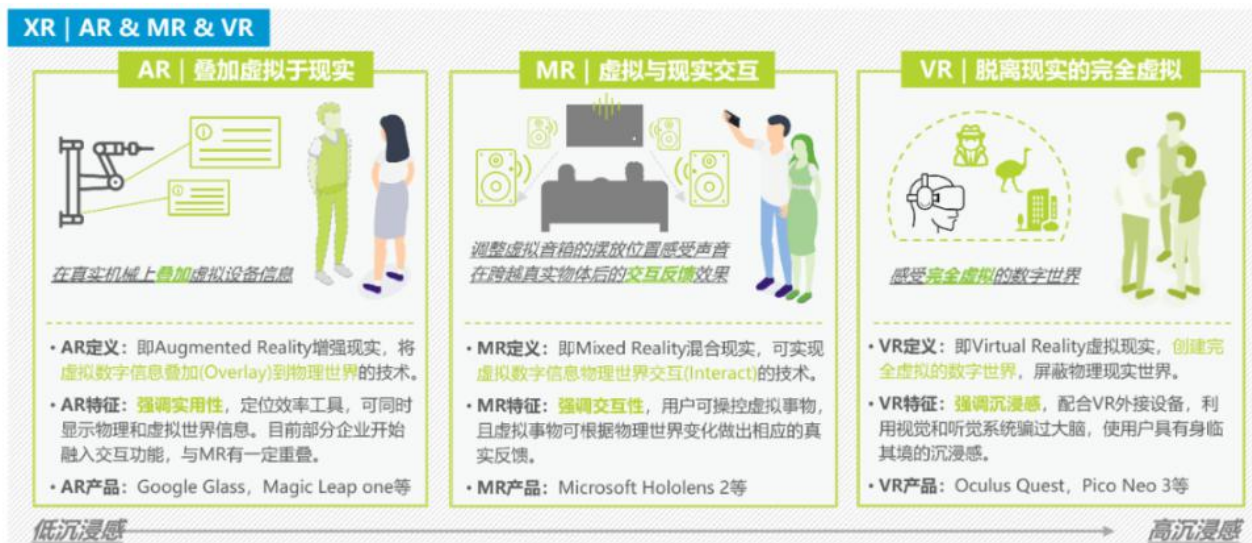 XR | AR & MR & VR
AR | 叠加虚拟于现实
在真实机械上叠加虚拟设备信息
• AR定义：即Augmented Reality增强现实，将
虚拟数字信息叠加(Overlay)到物理世界的技术。
• AR特征：强调实用性，定位效率工具，可同时
显示物理和虚拟世界信息。目前部分企业开始
融入交互功能，与MR有一定重叠。
• AR产品：Google Glass，Magic Leap one等
MR | 虚拟与现实交互
调整虚拟音箱的摆放位置感受声音
在跨越真实物体后的交互反馈效果
• MR定义：即Mixed Reality混合现实，可实现
虚拟数字信息物理世界交互(Interact)的技术。
• MR特征：强调交互性，用户可操控虚拟事物，
且虚拟事物可根据物理世界变化做出相应的真
实反馈。
• MR产品：Microsoft Hololens 2等
VR | 脱离现实的完全虚拟
感受完全虚拟的数字世界
• VR定义：即Virtual Reality虚拟现实，创建完
全虚拟的数字世界，屏蔽物理现实世界。
• VR特征：强调沉浸感，配合VR外接设备，利
用视觉和听觉系统骗过大脑，使用户具有身临
其境的沉浸感。
• VR产品：Oculus Quest，Pico Neo 3等
低沉浸感
高沉浸感